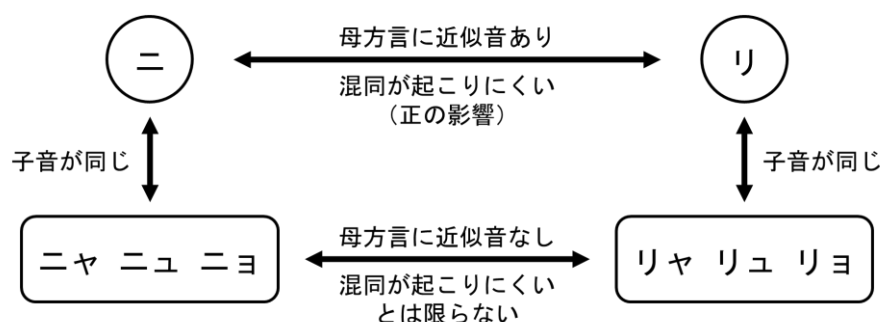 ニ
母方言に近似音あり
リ
混同が起こりにくい
（正の影響）
子音が同じ
子音が同じ
ニャ ニュ ニョ
母方言に近似音なし
リャ リュ リョ
混同が起こりにくい
とは限らない